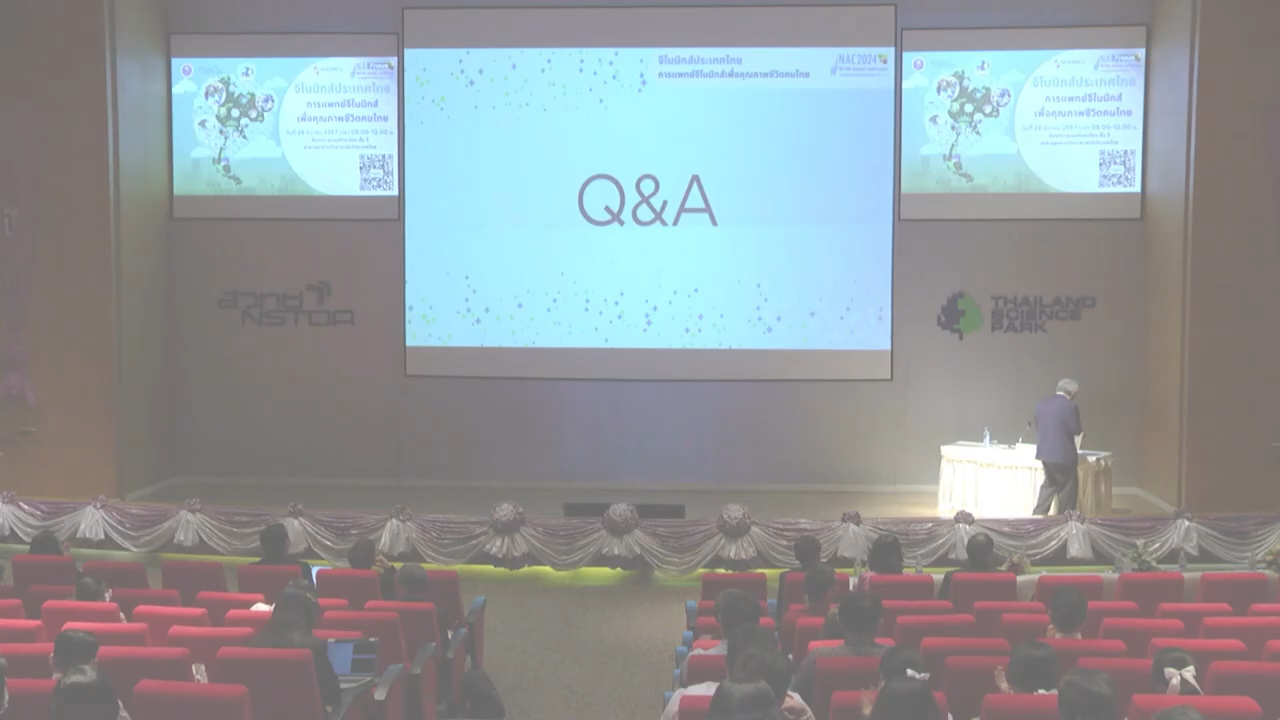 จีโนมิกส์ประเทศไทย
การแพทย์จีโนมิกส์
เพื่อคุณภาพชีวิตคนไทย
จีโนมิกส์ประเทศไทย
การแพทย์จีโนมิกส์เพื่อคุณภาพชีวิตคนไทย
NAC2024
Q&A
จีโนมิกส์ประเทศไทย
การแพทย์จีโนมิกส์
เพื่อคุณภาพชีวิตคนไทย
สวทช
NSTDA
THAILAND
SCIENCE
PARK